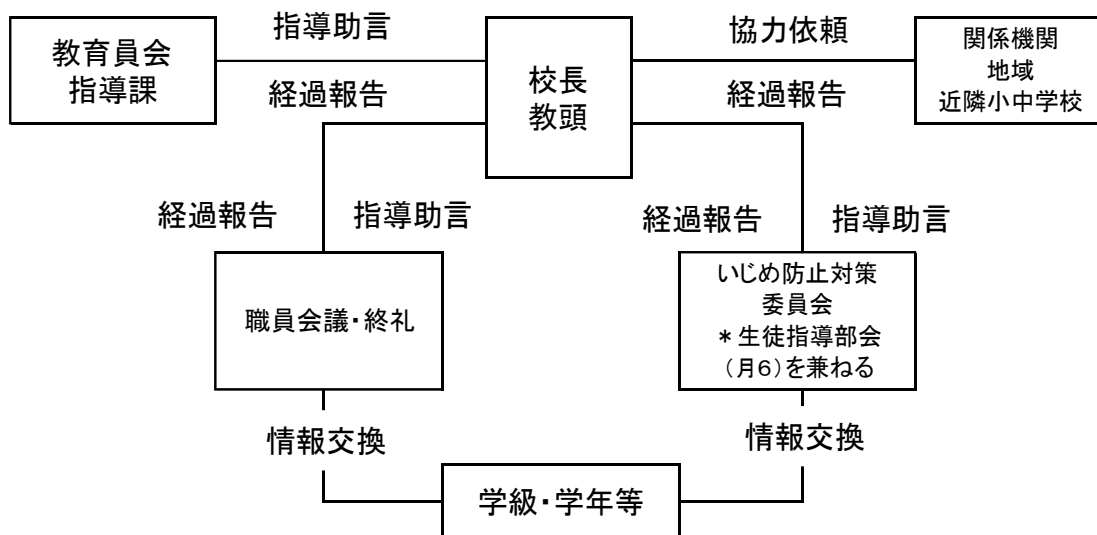 指導助言
協力依頼
教育員会
指導課
校長
教頭
関係機関
地域
近隣小中学校
経過報告
経過報告
経過報告
指導助言
経過報告
指導助言
職員会議・終礼
いじめ防止対策
委員会
＊生徒指導部会
（月６）を兼ねる
情報交換
情報交換
学級・学年等